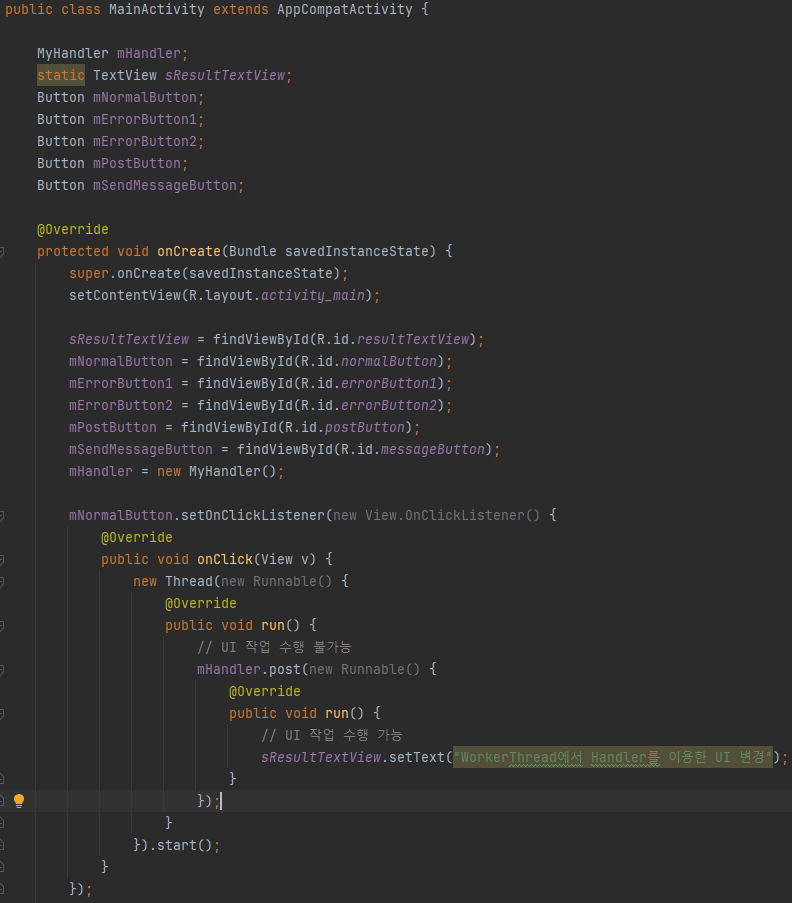 public class MainActivity extends AppCompatActivity {
MyHandler mHandler;
static TextView sResultTextView;
Button mNormalButton;
Button mErrorButton1;
Button mErrorButton2;
Button mPostButton;
Button mSendMessageButton;
@Override
protected void onCreate(Bundle savedInstanceState) {
super.onCreate(savedInstanceState);
setContentView(R.layout.activity_main);
sResultTextView = findViewById(R.id.resultTextView);
mNormalButton = findViewById(R.id.normalButton);
mErrorButton1 = findViewById(R.id.errorButton1);
mErrorButton2 = findViewById(R.id.errorButton2);
mPostButton = findViewById(R.id.postButton);
mSendMessageButton = findViewById(R.id.messageButton);
mHandler = new MyHandler();
mNormalButton.setOnClickListener(new View.OnClickListener() {
@Override
public void onClick(View v) {
new Thread(new Runnable() {
@Override
public void run() {
// UI 작업 수행 불가능
mHandler.post(new Runnable() {
@Override
public void run() {
// UI 작업 수행 가능
sResultTextView.setText("WorkerThread에서 Handler를 이용한 UI 변경");
}
});
}
}).start();
}
});